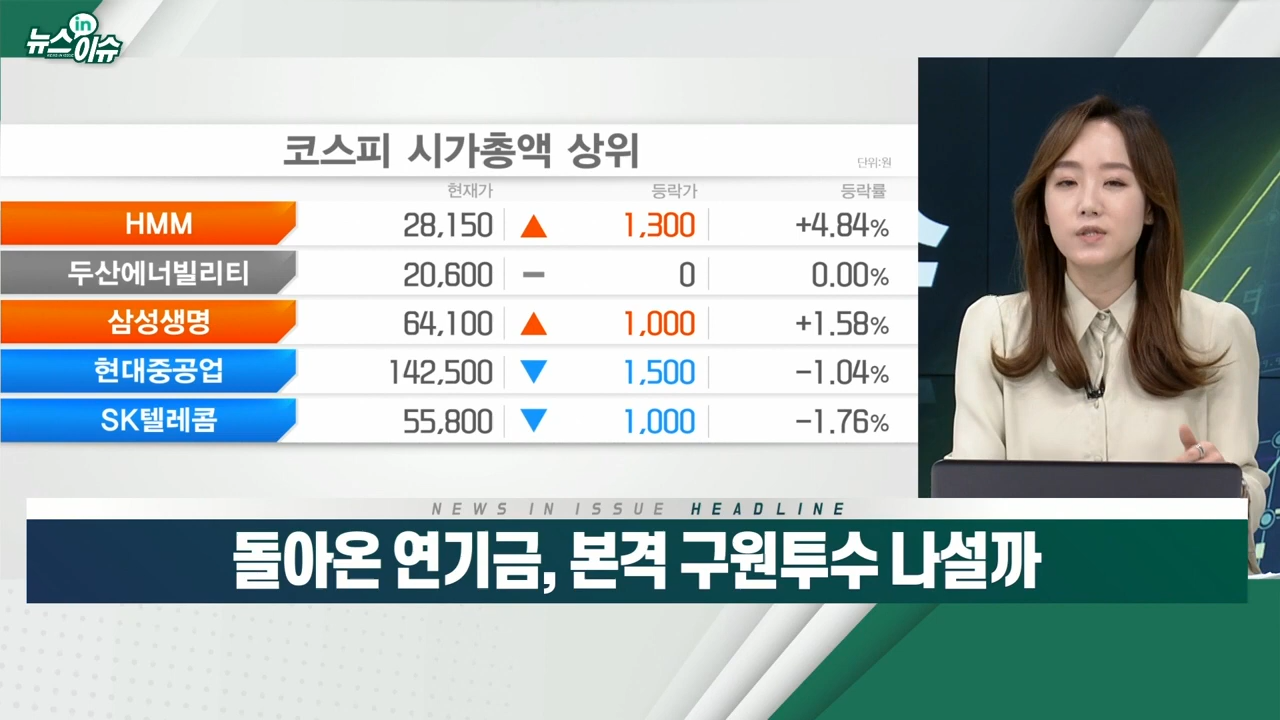 뉴스in이슈
코스피 시가총액 상위
단위:원
현재가 등락가 등락률
HMM 28,150 ▲ 1,300 +4.84%
두산에너빌리티 20,600 - 0 0.00%
삼성생명 64,100 ▲ 1,000 +1.58%
현대중공업 142,500 ▼ 1,500 -1.04%
SK텔레콤 55,800 ▼ 1,000 -1.76%
NEWS IN ISSUE HEADLINE
돌아온 연기금, 본격 구원투수 나설까